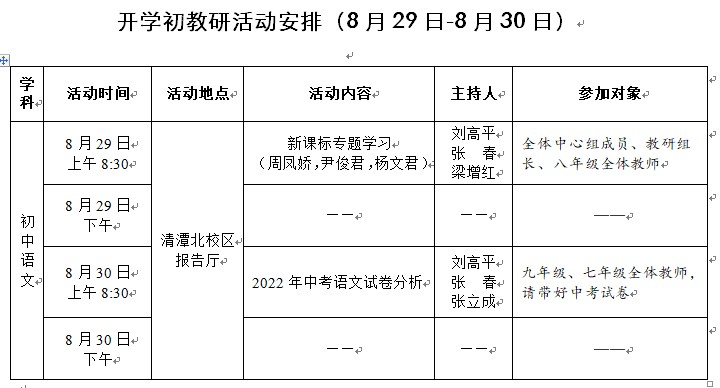 开学初教研活动安排（8月29日-8月30日）
学科 活动时间 活动地点 活动内容 主持人 参加对象
初中语文
清潭北校区
报告厅
8月29日
上午 8:30
新课标专题学习
（周凤娇,尹俊君,杨文君）
刘高平
张　春
梁增红
全体中心组成员、教研组
长、八年级全体教师
8月29日
下午
——
——
——
8月30日
上午 8:30
2022年中考语文试卷分析
刘高平
张　春
张立成
九年级、七年级全体教师，
请带好中考试卷
8月30日
下午
——
——
——